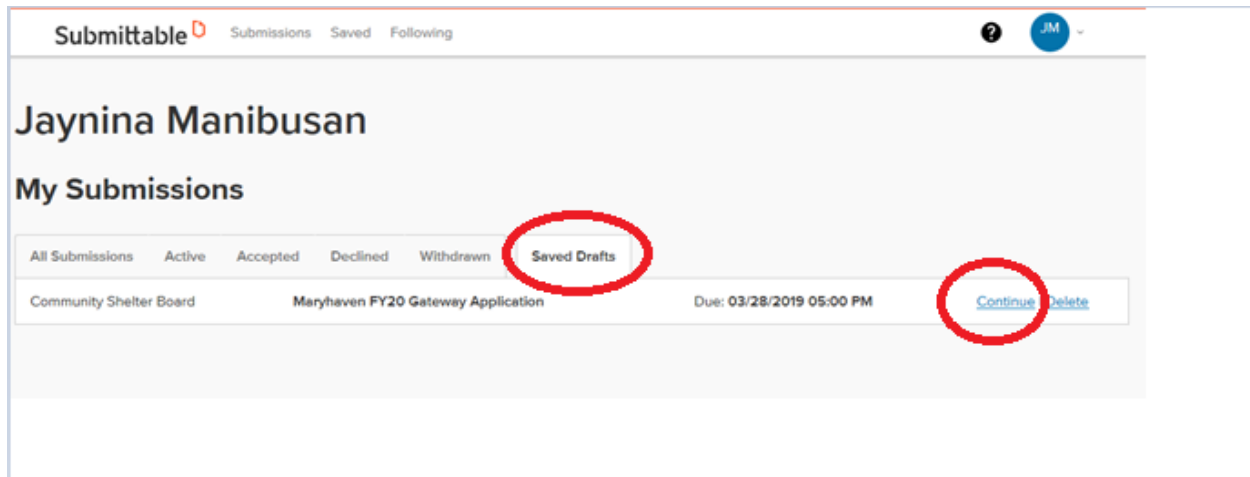 Submittable Submissions Saved Following ? JM
Jaynina Manibusan
My Submissions
All Submissions Active Accepted Declined Withdrawn Saved Drafts
Community Shelter Board Maryhaven FY20 Gateway Application Due: 03/28/2019 05:00 PM Continue Delete